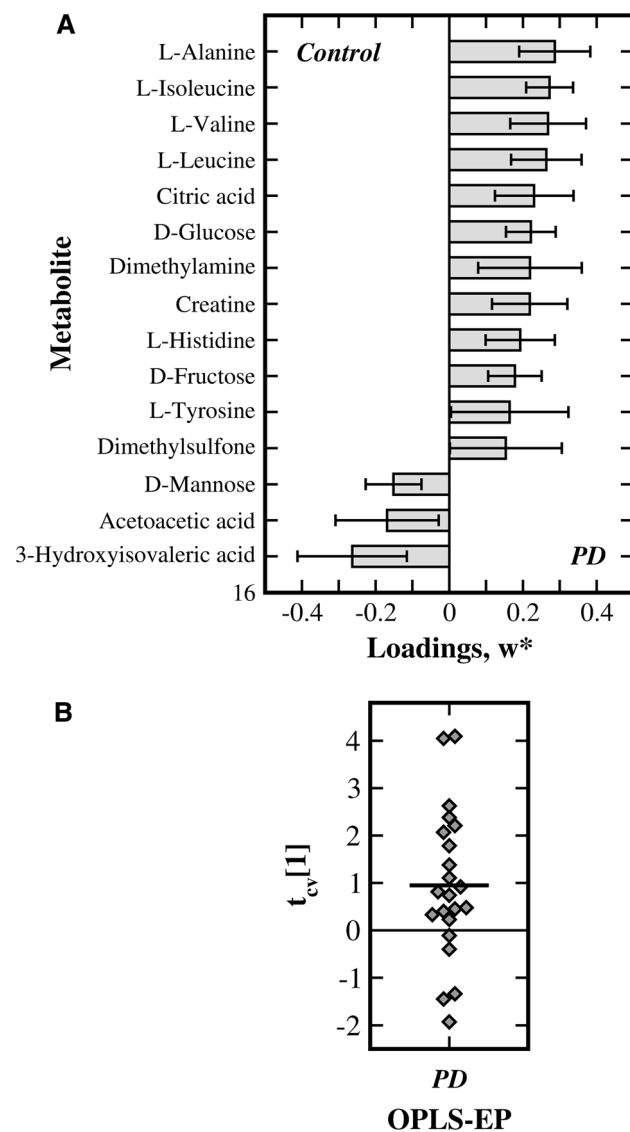 A
Control
L-Alanine
L-Isoleucine
L-Valine
L-Leucine
Citric acid
D-Glucose
Dimethylamine
Creatine
L-Histidine
D-Fructose
L-Tyrosine
Dimethylsulfone
D-Mannose
Acetoacetic acid
3-Hydroxyisovaleric acid
PD
16
Metabolite
-0.4 -0.2 0 0.2 0.4
Loadings, w*
B
4
3
2
1
0
-1
-2
t_cv[1]
PD
OPLS-EP